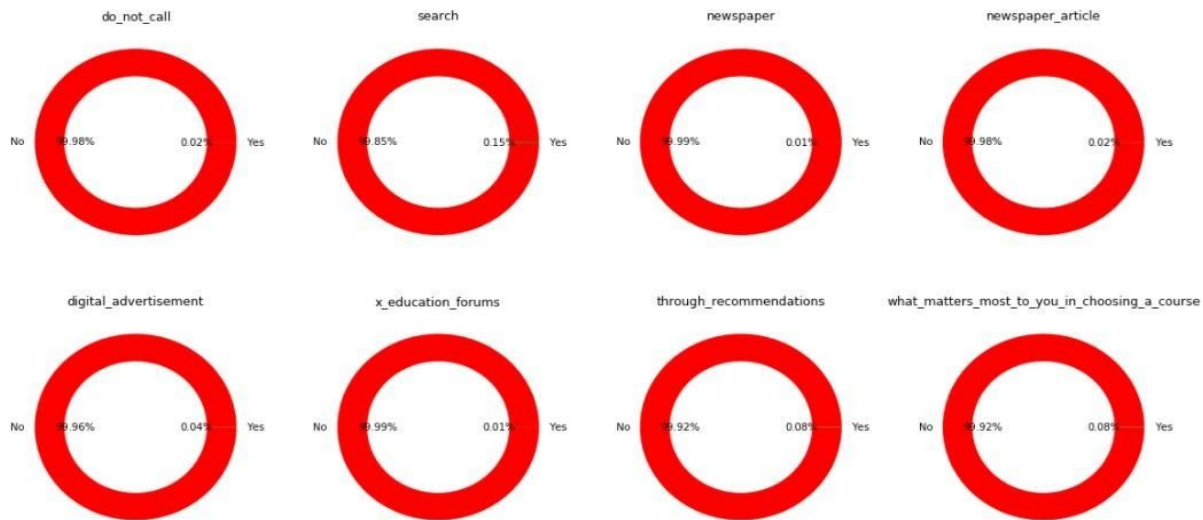 do_not_call search newspaper newspaper_article
No 99.98% 0.02% Yes No 99.85% 0.15% Yes No 99.99% 0.01% Yes No 99.98% 0.02% Yes
digital_advertisement x_education_forums through_recommendations what_matters_most_to_you_in_choosing_a_course
No 99.96% 0.04% Yes No 99.99% 0.01% Yes No 99.92% 0.08% Yes No 99.92% 0.08% Yes